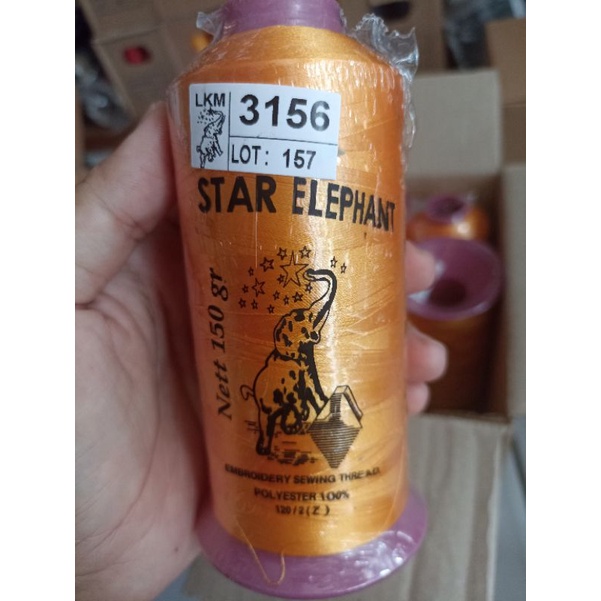 LKM
3156
LOT: 157
STAR ELEPHANT
Nett 150 gr
EMBROIDERY SEWING THREAD.
POLYESTER 100%
120/2(Z)